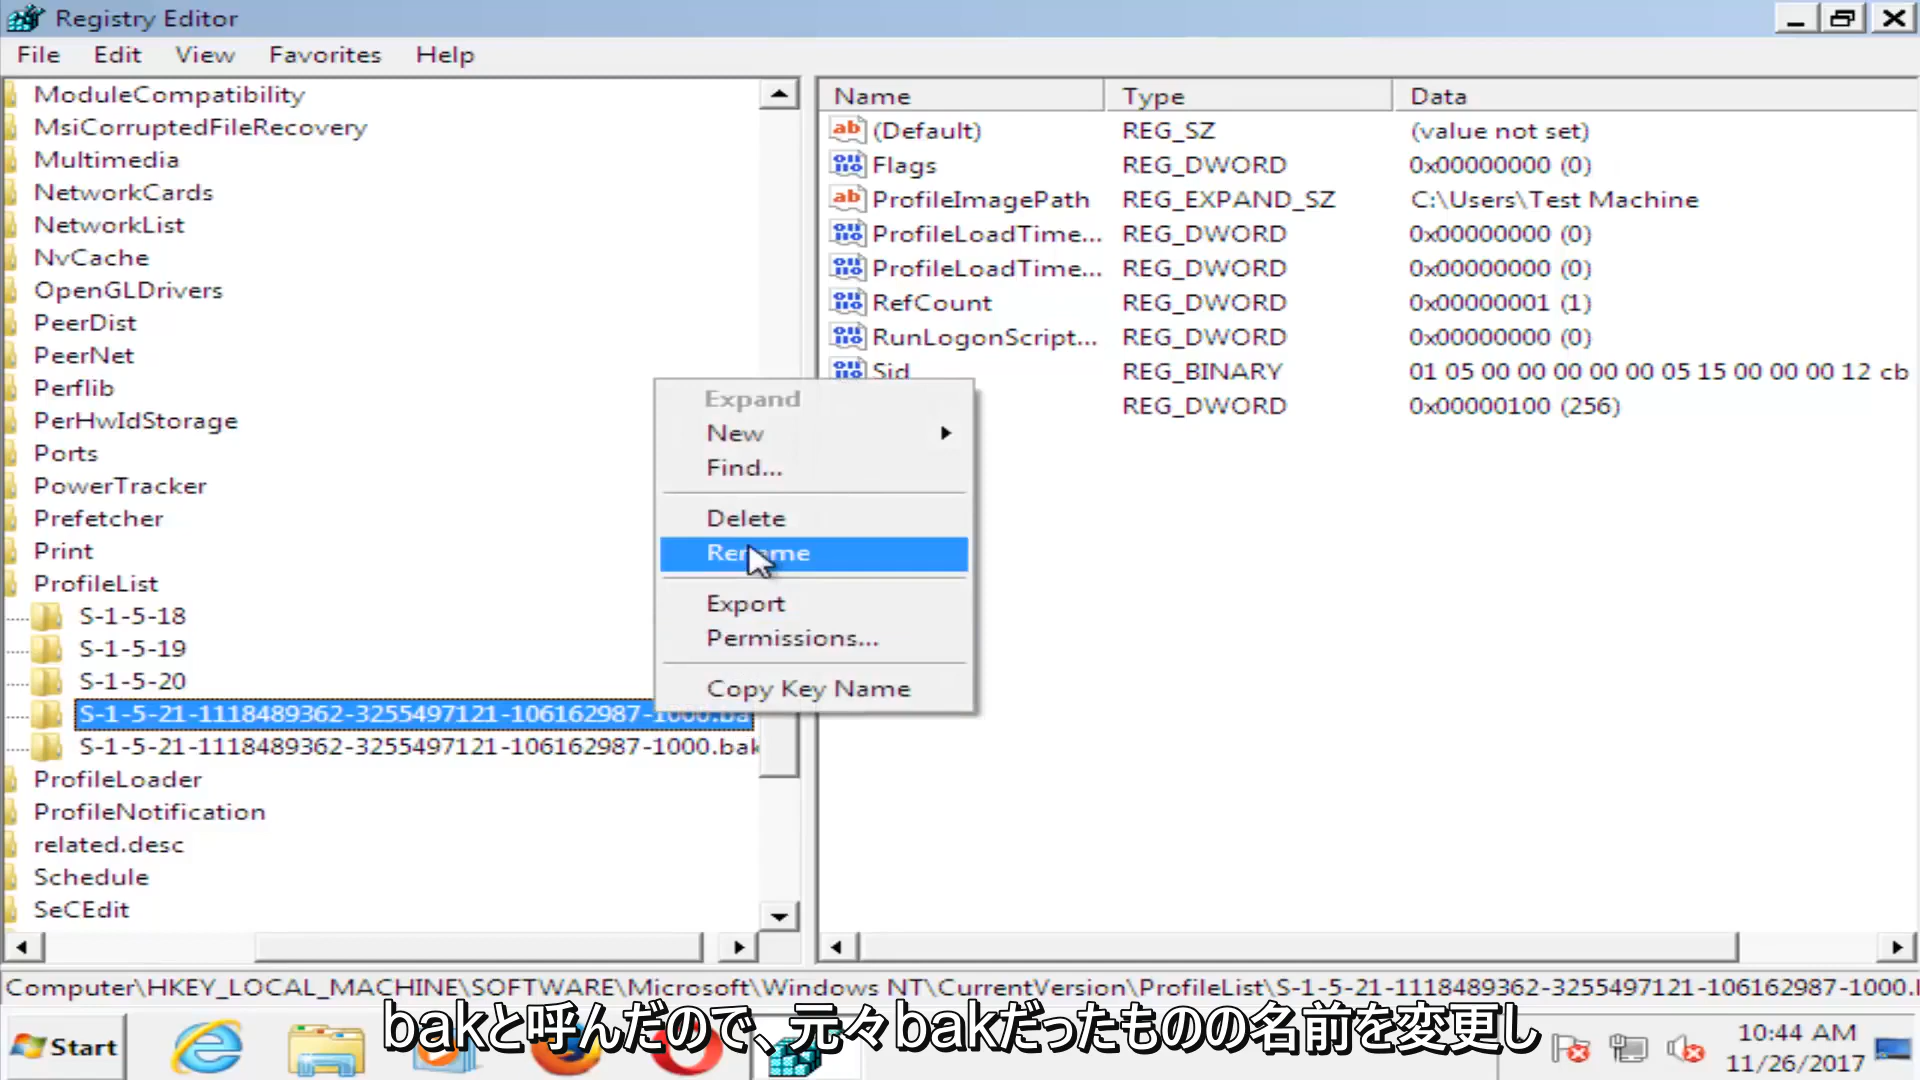 Registry Editor
File Edit View Favorites Help
ModuleCompatibility
MsiCorruptedFileRecovery
Multimedia
NetworkCards
NetworkList
NvCache
OpenGLDrivers
PeerDist
PeerNet
Perflib
PerHwIdStorage
Ports
PowerTracker
Prefetcher
Print
ProfileList
S-1-5-18
S-1-5-19
S-1-5-20
S-1-5-21-1118489362-3255497121-106162987-1000.ba
S-1-5-21-1118489362-3255497121-106162987-1000.bak
ProfileLoader
ProfileNotification
related.desc
Schedule
SeCEdit
Name Type Data
(Default) REG_SZ (value not set)
Flags REG_DWORD 0x00000000 (0)
ProfileImagePath REG_EXPAND_SZ C:\Users\Test Machine
ProfileLoadTime... REG_DWORD 0x00000000 (0)
ProfileLoadTime... REG_DWORD 0x00000000 (0)
RefCount REG_DWORD 0x00000001 (1)
RunLogonScript... REG_DWORD 0x00000000 (0)
Sid REG_BINARY 01 05 00 00 00 00 00 05 15 00 00 00 12 cb
REG_DWORD 0x00000100 (256)
Expand
New
Find...
Delete
Rename
Export
Permissions...
Copy Key Name
Computer\HKEY_LOCAL_MACHINE\SOFTWARE\Microsoft\Windows NT\CurrentVersion\ProfileList\S-1-5-21-1118489362-3255497121-106162987-1000.
bakと呼んだので、元々bakだったものの名前を変更し
Start
10:44 AM
11/26/2017